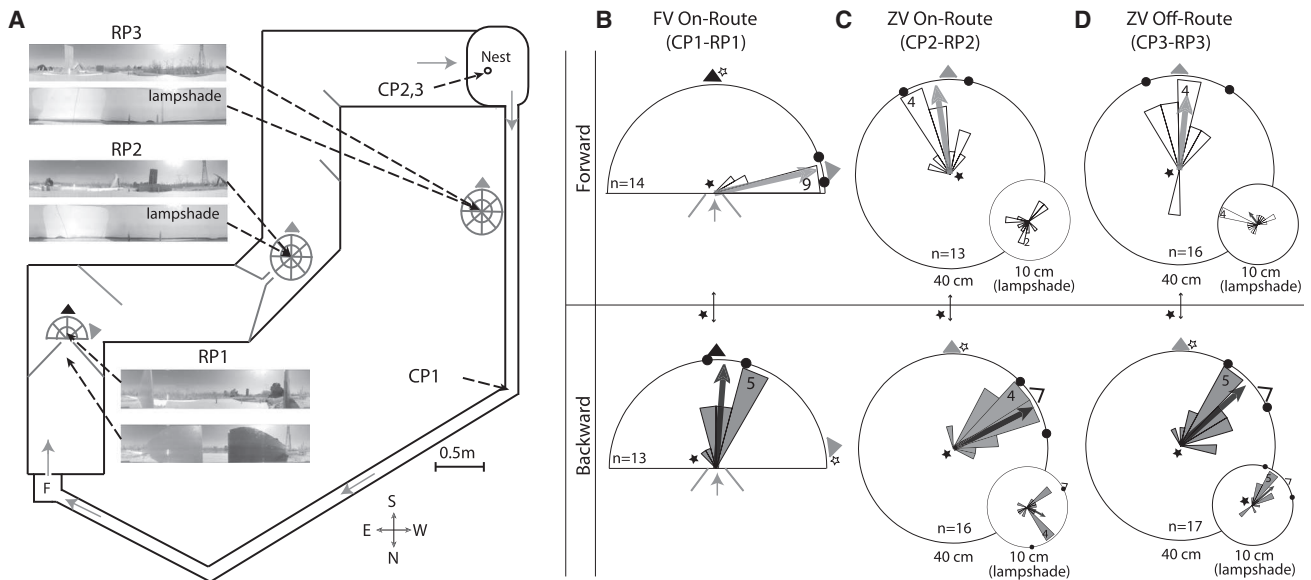 A
RP3
lampshade
RP2
lampshade
RP1
Nest
CP2,3
CP1
0.5m
F
S
E W
N
B FV On-Route
(CP1-RP1)
C ZV On-Route
(CP2-RP2)
D ZV Off-Route
(CP3-RP3)
Forward
n=14
9
4
n=13
40 cm
2
10 cm
(lampshade)
4
n=16
40 cm
4
10 cm
(lampshade)
Backward
n=13
5
4
n=16
40 cm
4
10 cm
(lampshade)
5
n=17
40 cm
5
10 cm
(lampshade)